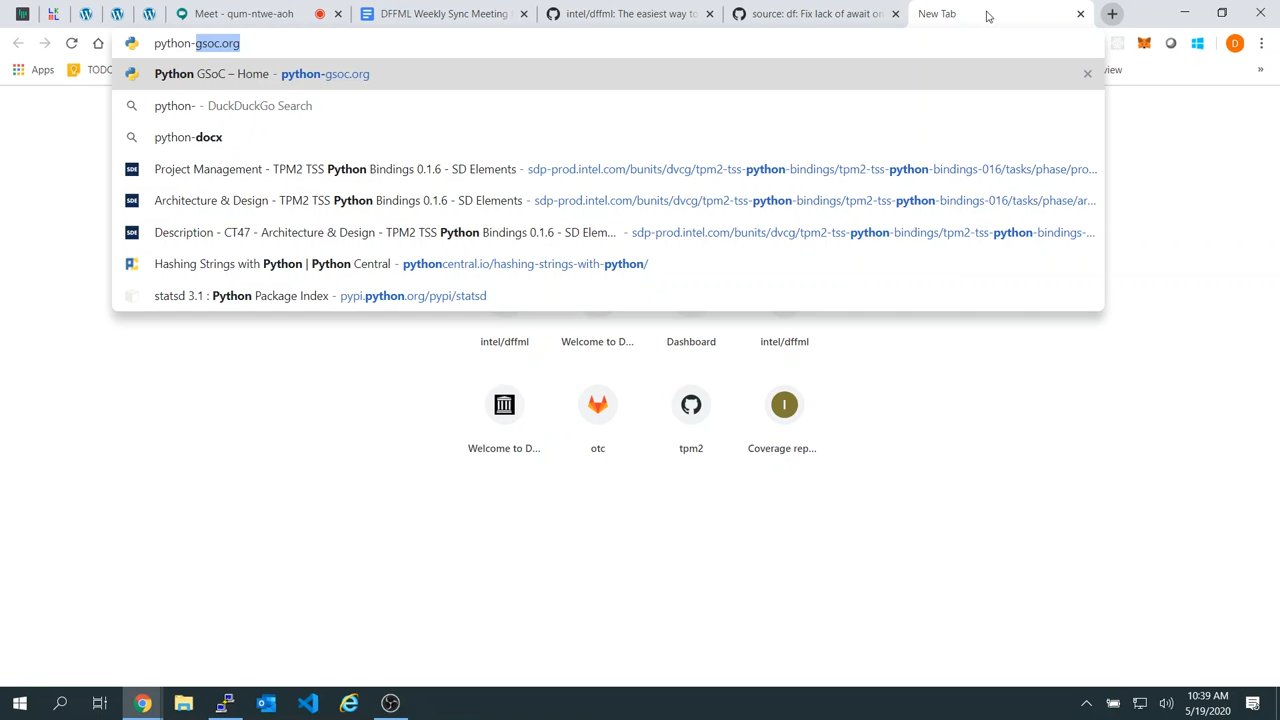 Meet - qum-ntwe-aoh
DFFML Weekly Sync Meeting
intel/dffml: The easiest way to
source: df: Fix lack of await on
New Tab
python-gsoc.org
D
Apps
TODO
view
»
Python GSoC – Home - python-gsoc.org
python- - DuckDuckGo Search
python-docx
SDE Project Management - TPM2 TSS Python Bindings 0.1.6 - SD Elements - sdp-prod.intel.com/bunits/dvcg/tpm2-tss-python-bindings/tpm2-tss-python-bindings-016/tasks/phase/pro...
SDE Architecture & Design - TPM2 TSS Python Bindings 0.1.6 - SD Elements - sdp-prod.intel.com/bunits/dvcg/tpm2-tss-python-bindings/tpm2-tss-python-bindings-016/tasks/phase/ar...
SDE Description - CT47 - Architecture & Design - TPM2 TSS Python Bindings 0.1.6 - SD Elem... - sdp-prod.intel.com/bunits/dvcg/tpm2-tss-python-bindings/tpm2-tss-python-bindings-...
Hashing Strings with Python | Python Central - pythoncentral.io/hashing-strings-with-python/
statsd 3.1 : Python Package Index - pypi.python.org/pypi/statsd
intel/dffml
Welcome to D...
Dashboard
intel/dffml
I
Welcome to D...
otc
tpm2
Coverage rep...
10:39 AM
5/19/2020